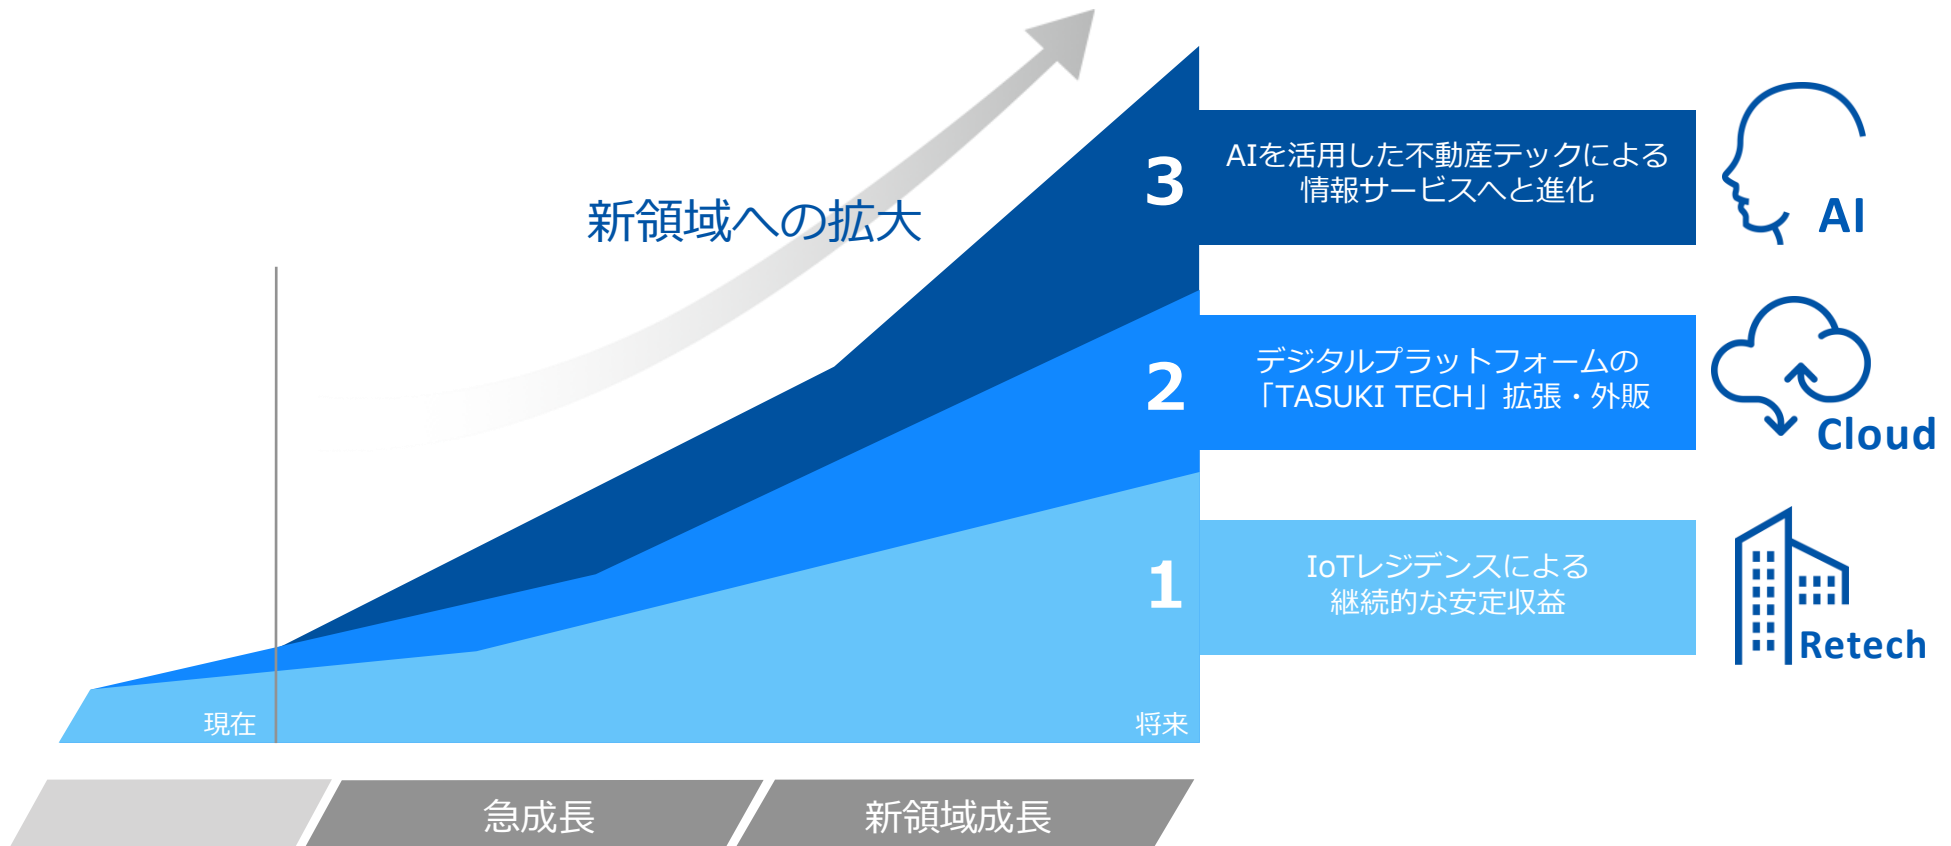 新領域への拡大
3
AIを活用した不動産テックによる
情報サービスへと進化
AI
2
デジタルプラットフォームの
「TASUKI TECH」拡張・外販
Cloud
1
IoTレジデンスによる
継続的な安定収益
Retech
現在
将来
急成長
新領域成長